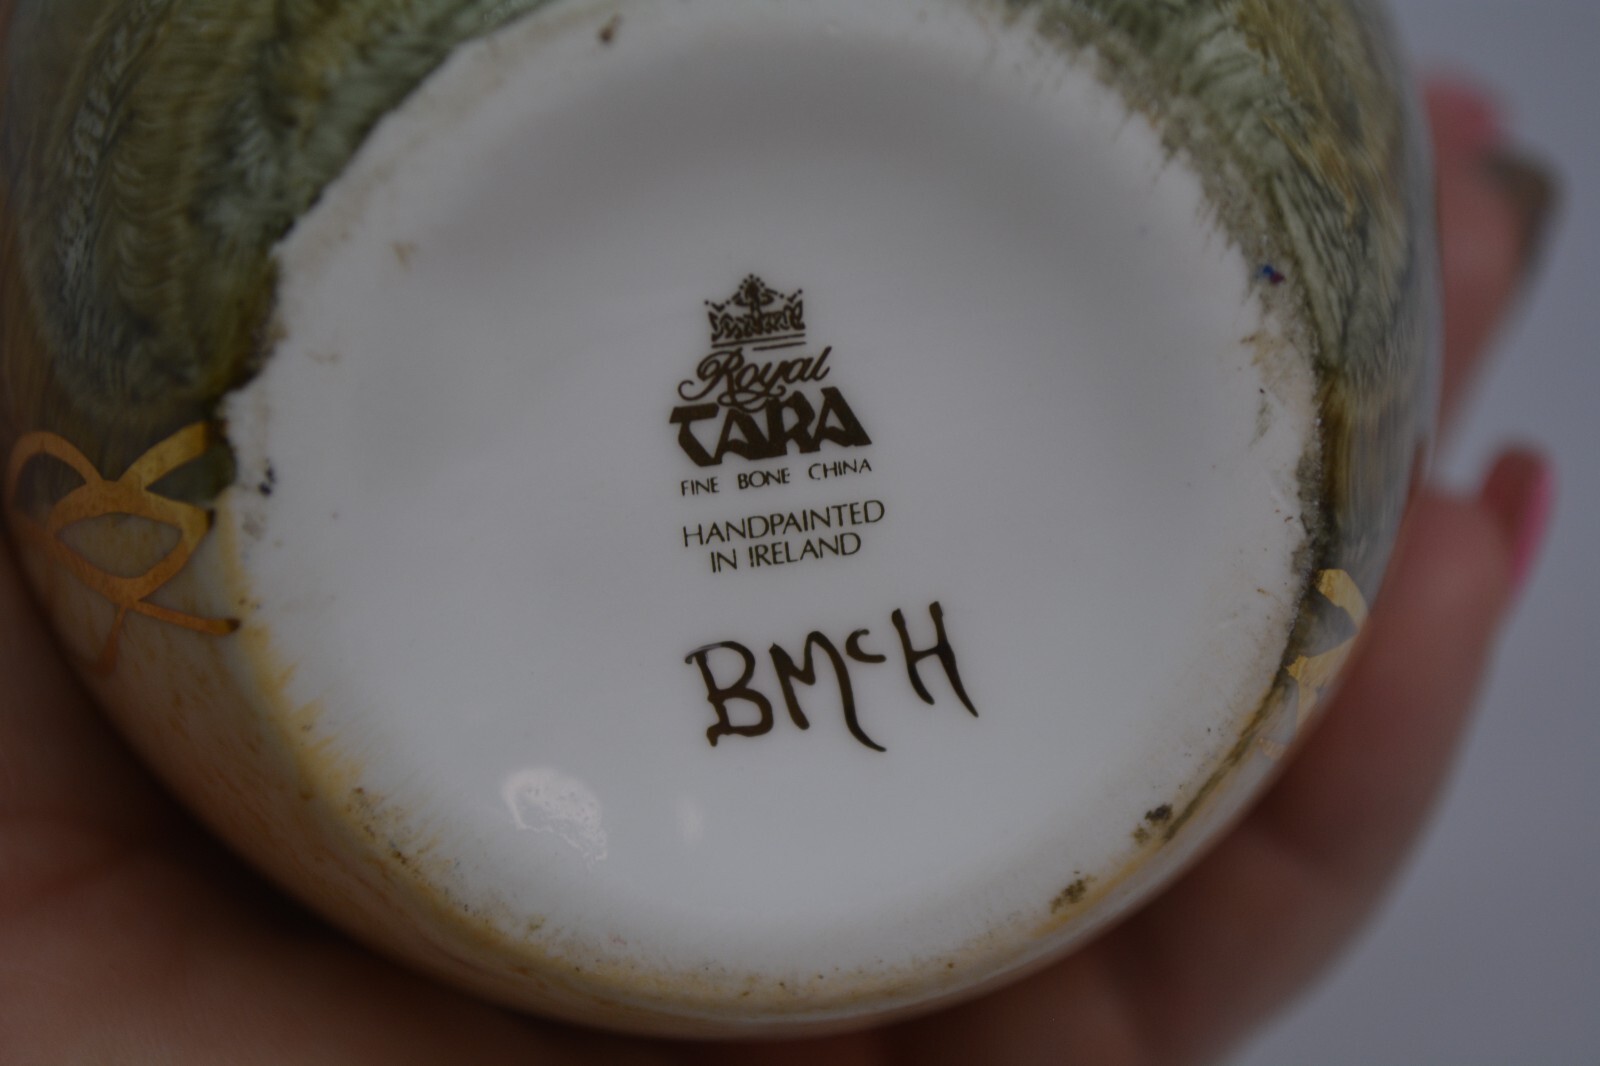 Royal
TARA
FINE BONE CHINA
HANDPAINTED
IN IRELAND
BMcH